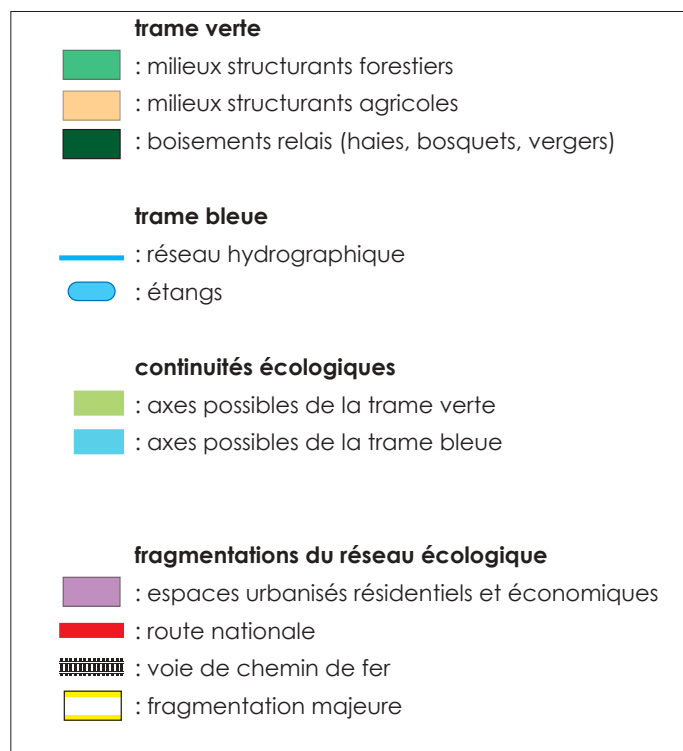 trame verte
: milieux structurants forestiers
: milieux structurants agricoles
: boisements relais (haies, bosquets, vergers)
trame bleue
: réseau hydrographique
: étangs
continuités écologiques
: axes possibles de la trame verte
: axes possibles de la trame bleue
fragmentations du réseau écologique
: espaces urbanisés résidentiels et économiques
: route nationale
: voie de chemin de fer
: fragmentation majeure